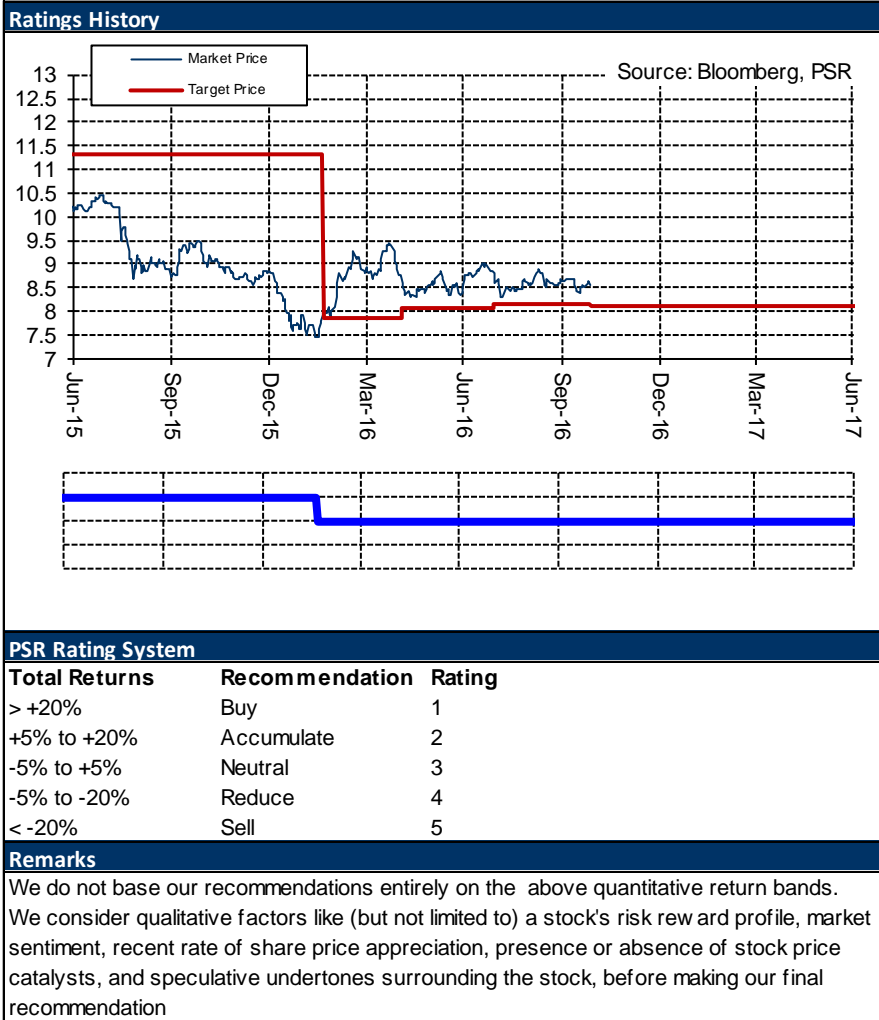 Ratings History
Market Price
Target Price
Source: Bloomberg, PSR
13
12.5
12
11.5
11
10.5
10
9.5
9
8.5
8
7.5
7
Jun-15
Sep-15
Dec-15
Mar-16
Jun-16
Sep-16
Dec-16
Mar-17
Jun-17
PSR Rating System
Total Returns Recommendation Rating
> +20% Buy 1
+5% to +20% Accumulate 2
-5% to +5% Neutral 3
-5% to -20% Reduce 4
< -20% Sell 5
Remarks
We do not base our recommendations entirely on the above quantitative return bands.
We consider qualitative factors like (but not limited to) a stock's risk reward profile, market
sentiment, recent rate of share price appreciation, presence or absence of stock price
catalysts, and speculative undertones surrounding the stock, before making our final
recommendation